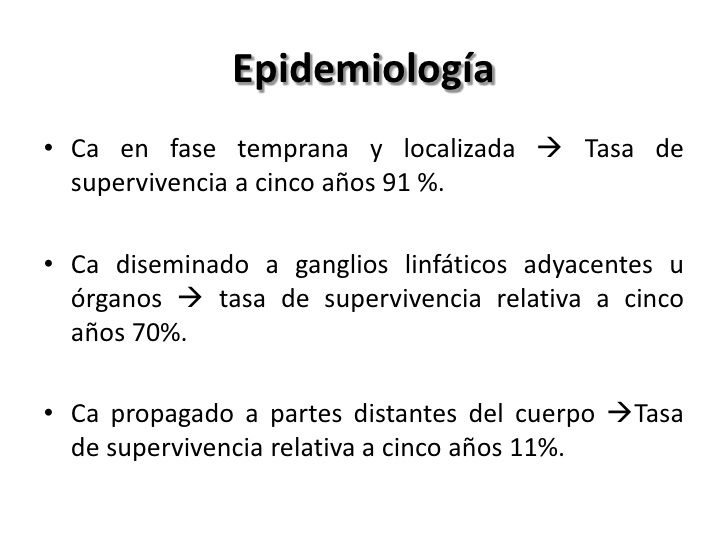 Epidemiología
• Ca en fase temprana y localizada → Tasa de
supervivencia a cinco años 91 %.
• Ca diseminado a ganglios linfáticos adyacentes u
órganos → tasa de supervivencia relativa a cinco
años 70%.
• Ca propagado a partes distantes del cuerpo →Tasa
de supervivencia relativa a cinco años 11%.